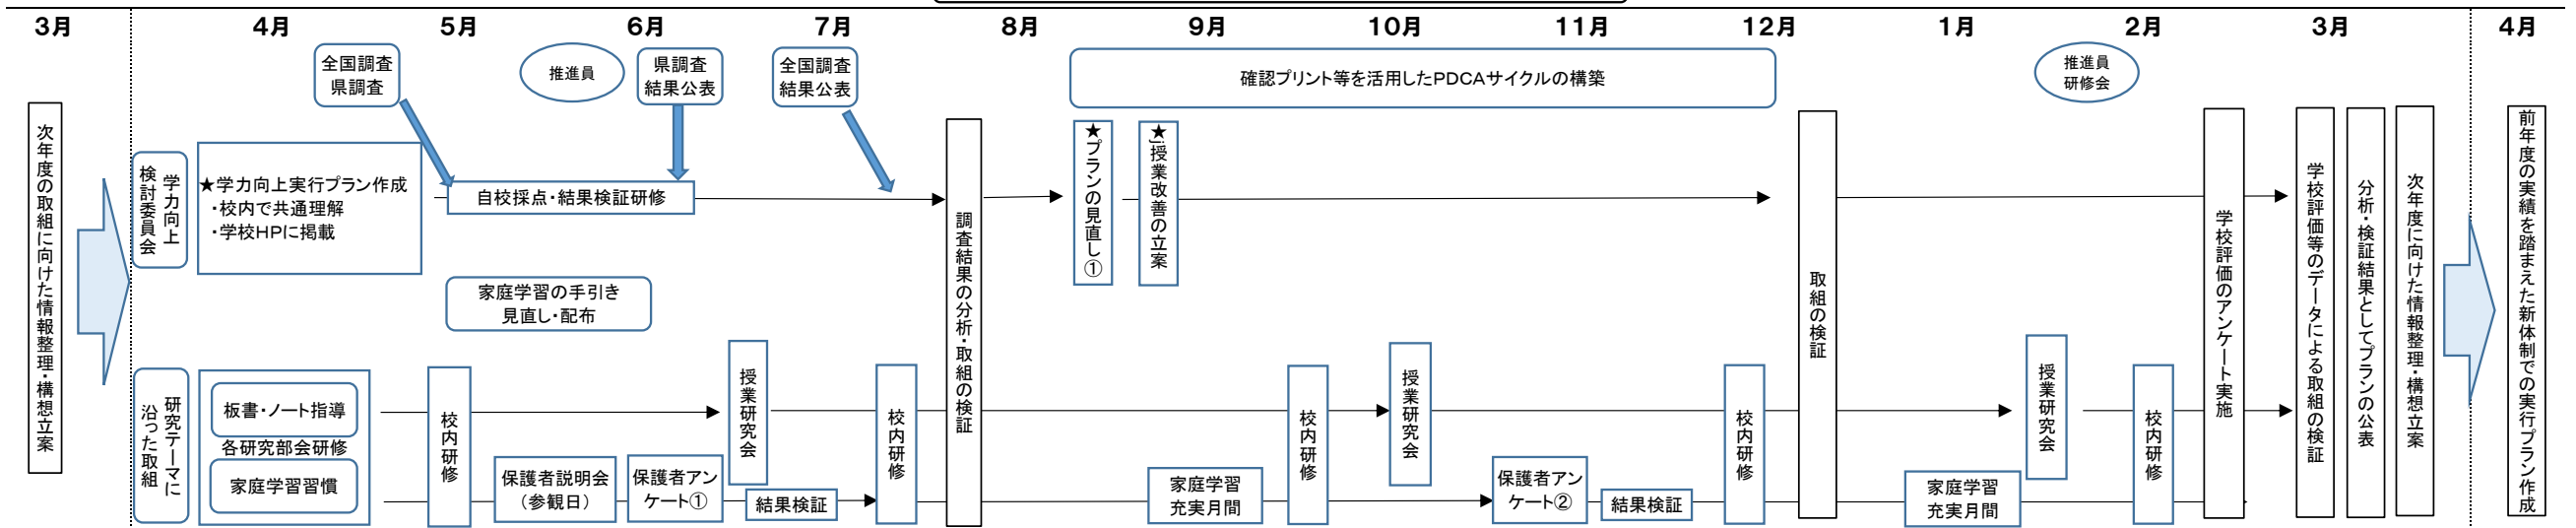 3月
4月
5月
6月
7月
8月
9月
10月
11月
12月
1月
2月
3月
4月
全国調査
県調査
推進員
県調査
結果公表
全国調査
結果公表
確認プリント等を活用したPDCAサイクルの構築
推進員
研修会
次年度の取組に向けた情報整理・構想立案
学力向上
検討委員会
★学力向上実行プラン作成
・校内で共通理解
・学校HPに掲載
自校採点・結果検証研修
家庭学習の手引き
見直し・配布
調査結果の分析・取組の検証
★プランの見直し①
★j授業改善の立案
取組の検証
学校評価のアンケート実施
学校評価等のデータによる取組の検証
分析・検証結果としてプランの公表
次年度に向けた情報整理・構想立案
前年度の実績を踏まえた新体制での実行プラン作成
研究テーマに
沿った取組
板書・ノート指導
各研究部会研修
家庭学習習慣
校内研修
保護者説明会
（参観日）
保護者アン
ケート①
授業研究会
結果検証
校内研修
家庭学習
充実月間
校内研修
授業研究会
保護者アン
ケート②
結果検証
校内研修
家庭学習
充実月間
授業研究会
校内研修